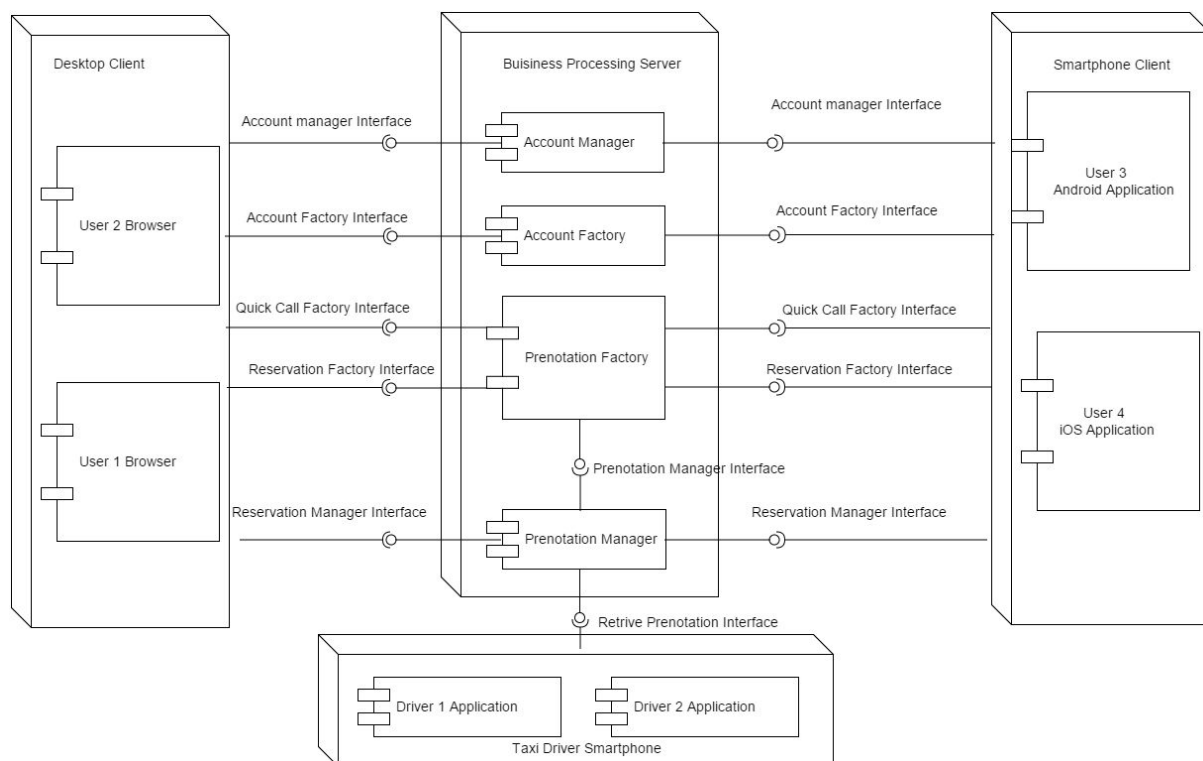 Desktop Client
Buisiness Processing Server
Smartphone Client
Account manager Interface
Account manager Interface
Account Manager
User 3
Android Application
User 2 Browser
Account Factory Interface
Account Factory
Account Factory Interface
Quick Call Factory Interface
Quick Call Factory Interface
Prenotation Factory
Reservation Factory Interface
Reservation Factory Interface
User 4
iOS Application
User 1 Browser
Prenotation Manager Interface
Reservation Manager Interface
Reservation Manager Interface
Prenotation Manager
Retrive Prenotation Interface
Driver 1 Application
Driver 2 Application
Taxi Driver Smartphone